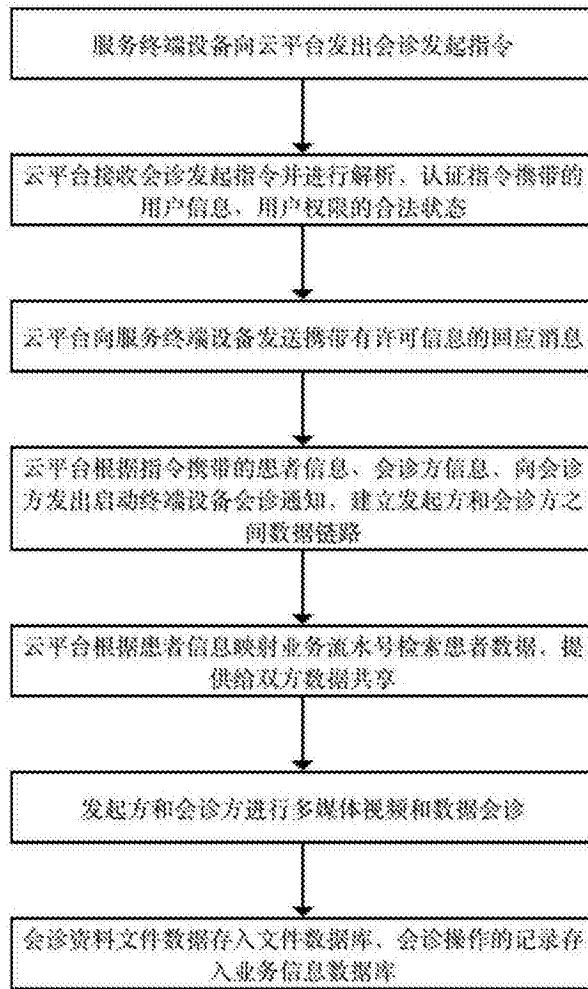 服务终端设备向云平台发出会诊发起指令
云平台接收会诊发起指令并进行解析、认证指令携带的
用户信息、用户权限的合法状态
云平台向服务终端设备发送携带有许可信息的回应消息
云平台根据指令携带的患者信息、会诊方信息、向会诊
方发出启动终端设备会诊通知、建立发起方和会诊方之
间数据链路
云平台根据患者信息映射业务流水号检索患者数据、提
供给双方数据共享
发起方和会诊方进行多媒体视频和数据会诊
会诊资料文件数据存入文件数据库、会诊操作的记录存
入业务信息数据库